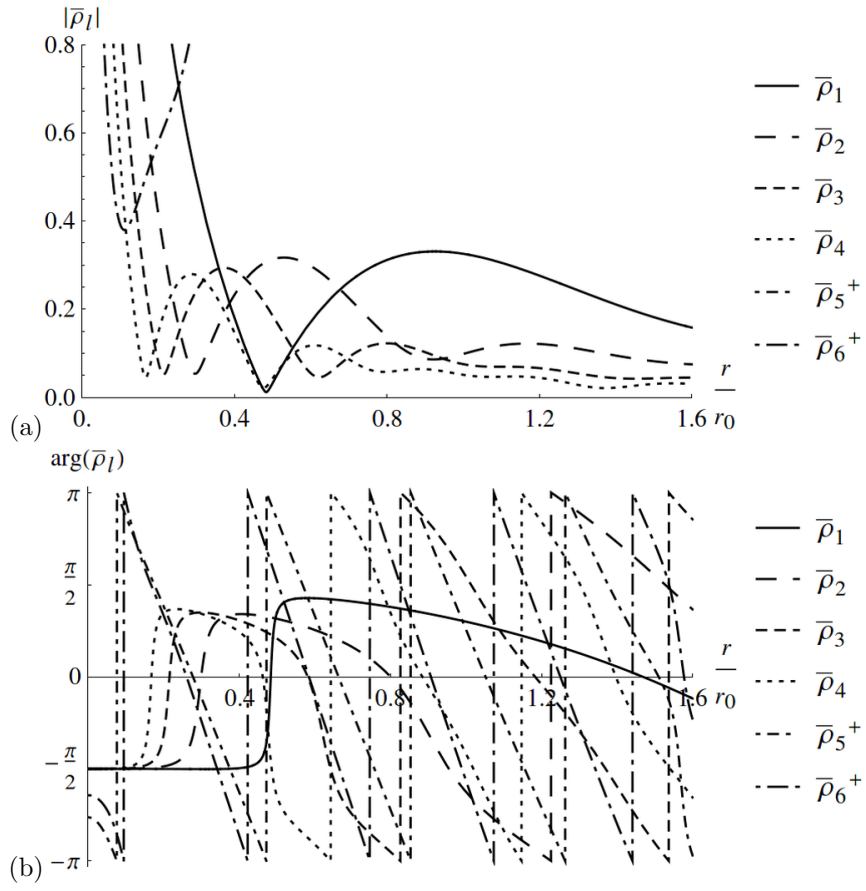 |ρ̅_l|
0.8
0.6
0.4
0.2
0.0
0. 0.4 0.8 1.2 1.6
r/r_0
ρ̅_1
ρ̅_2
ρ̅_3
ρ̅_4
ρ̅_5^+
ρ̅_6^+
(a)
arg(ρ̅_l)
π
π/2
0
-π/2
-π
0.4 0.8 1.2 1.6
r/r_0
ρ̅_1
ρ̅_2
ρ̅_3
ρ̅_4
ρ̅_5^+
ρ̅_6^+
(b)